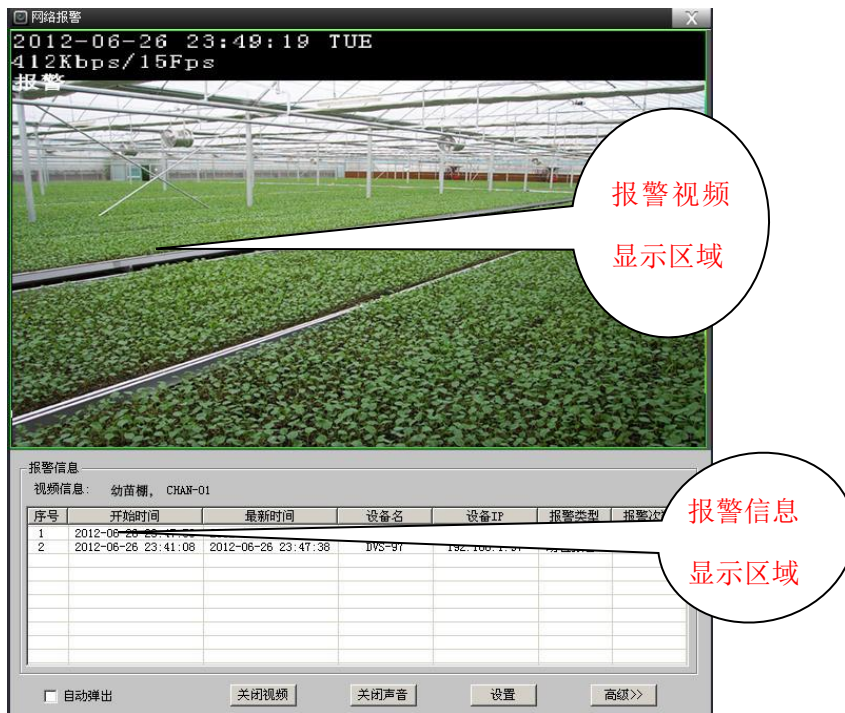 网络报警
2012-06-26 23:49:19 TUE
412Kbps/15Fps
报警
报警视频
显示区域
报警信息
视频信息: 幼苗棚, CHAN-01
序号 开始时间 最新时间 设备名 设备IP 报警类型
1
2 2012-06-26 23:41:08 2012-06-26 23:47:38 DVS-97
报警信息
显示区域
自动弹出 关闭视频 关闭声音 设置 高级>>